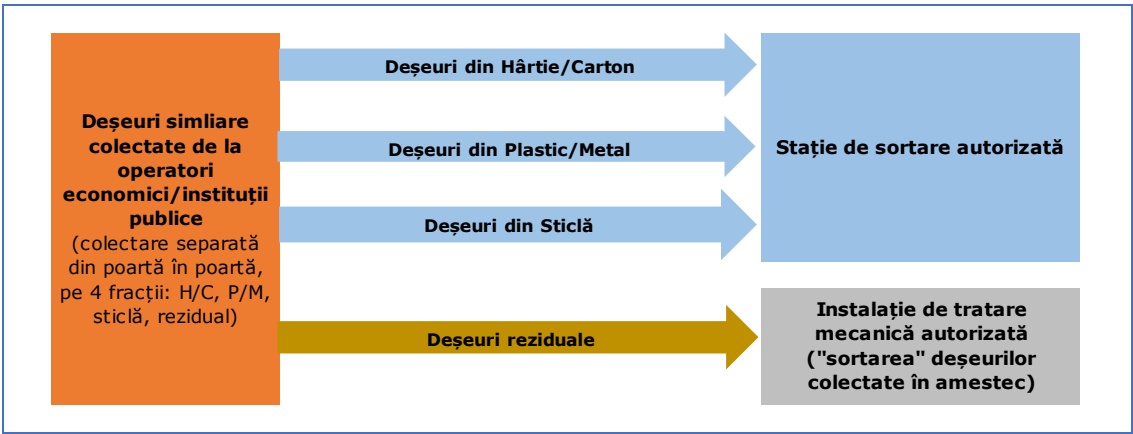 Deșeuri simliare
colectate de la
operatori
economici/instituții
publice
(colectare separată
din poartă în poartă,
pe 4 fracții: H/C, P/M,
sticlă, rezidual)
Deșeuri din Hârtie/Carton
Deșeuri din Plastic/Metal
Deșeuri din Sticlă
Deșeuri reziduale
Stație de sortare autorizată
Instalație de tratare
mecanică autorizată
("sortarea" deșeurilor
colectate în amestec)